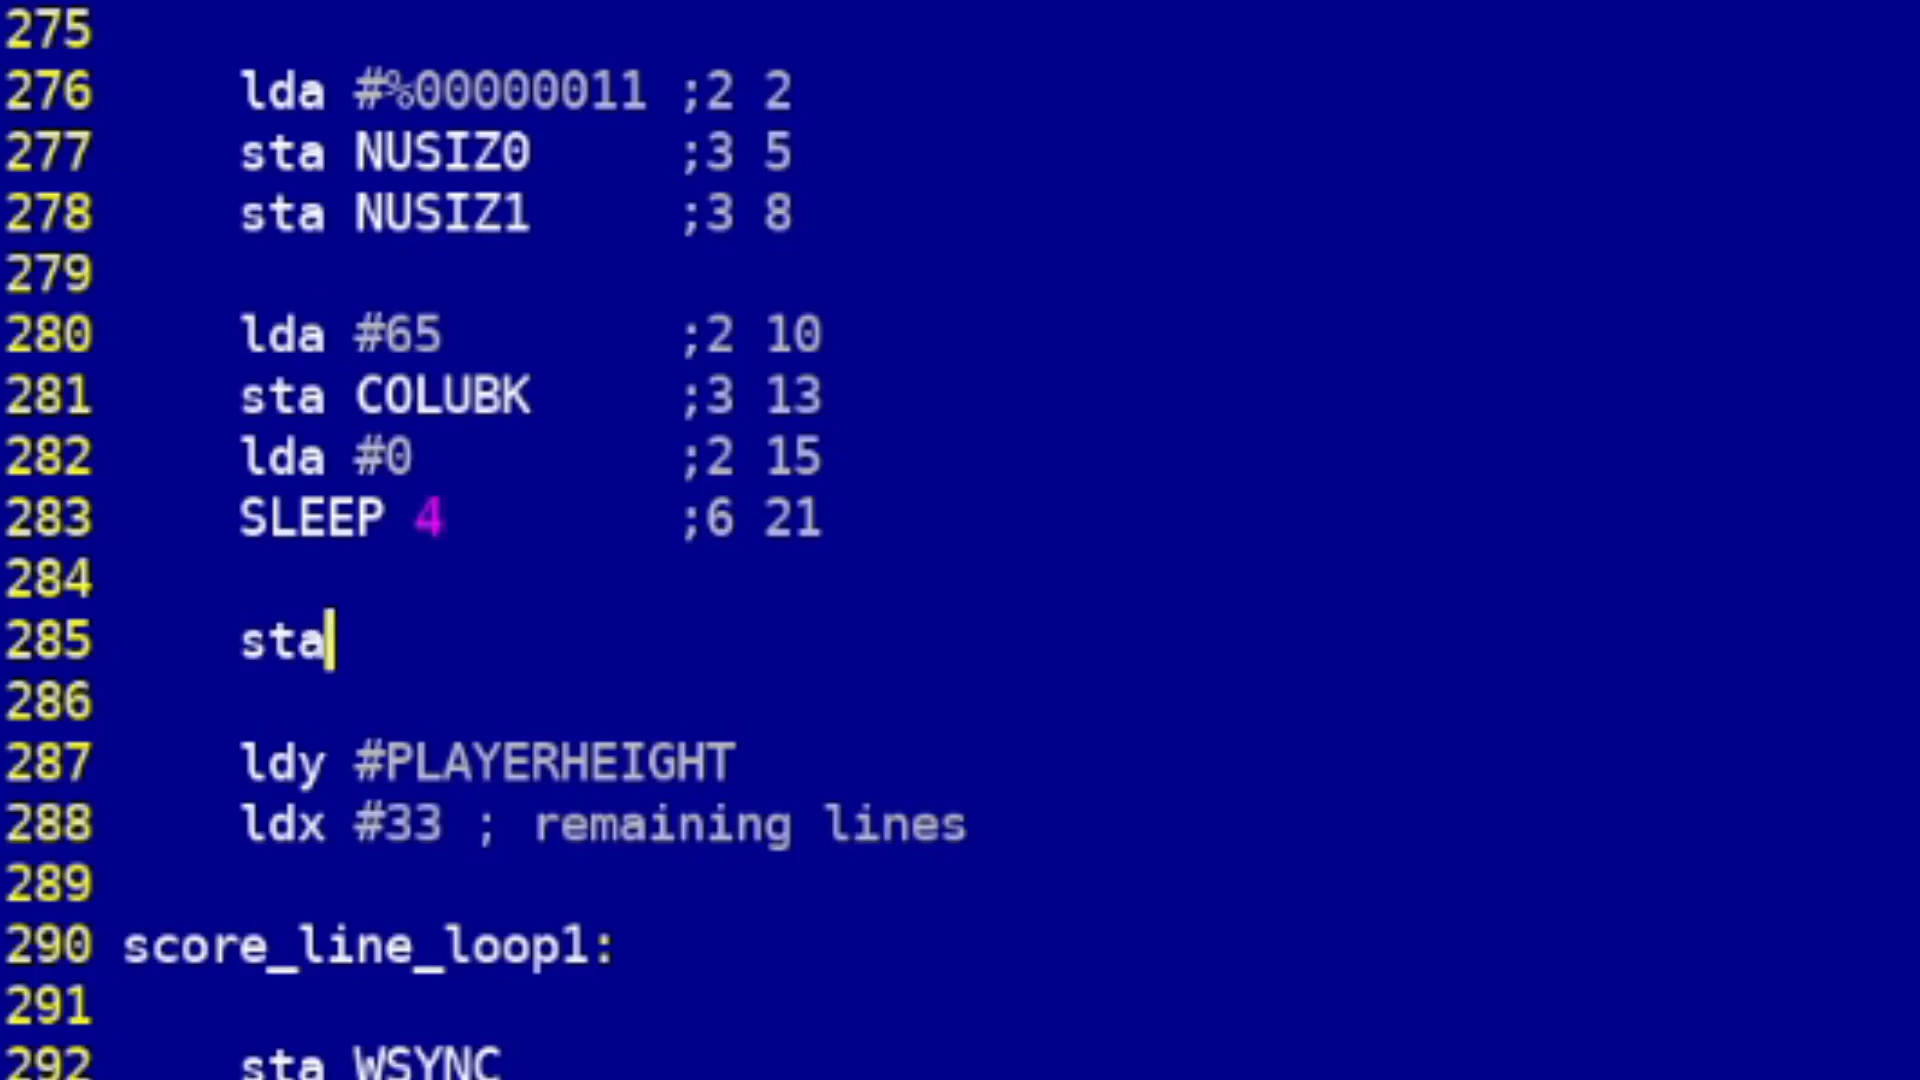 275
276 lda #%00000011 ;2 2
277 sta NUSIZ0 ;3 5
278 sta NUSIZ1 ;3 8
279
280 lda #65 ;2 10
281 sta COLUBK ;3 13
282 lda #0 ;2 15
283 SLEEP 4 ;6 21
284
285 sta
286
287 ldy #PLAYERHEIGHT
288 ldx #33 ; remaining lines
289
290 score_line_loop1:
291
292 sta WSYNC